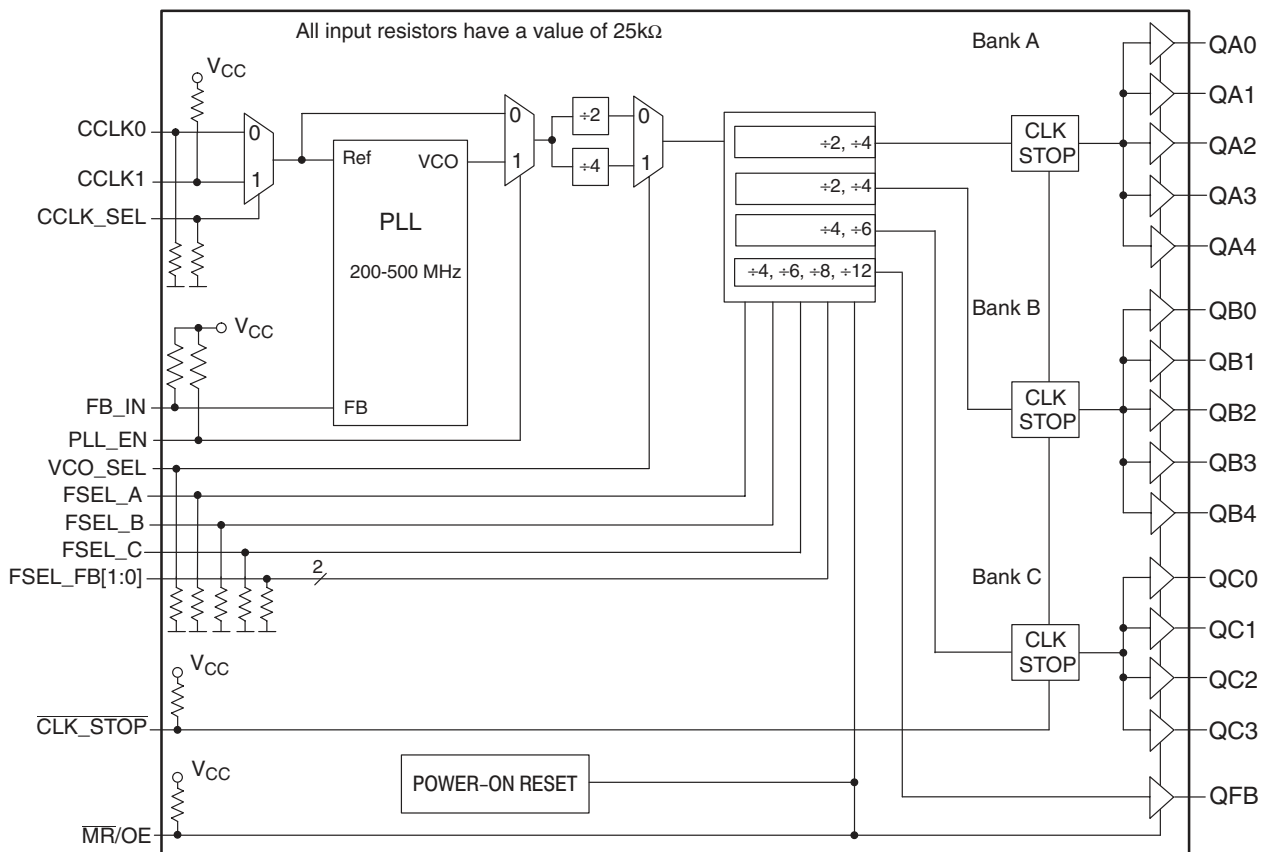 All input resistors have a value of 25kΩ
Bank A
QA0
QA1
QA2
QA3
QA4
VCC
CCLK0
CCLK1
CCLK_SEL
0
1
Ref
VCO
PLL
200-500 MHz
FB
0
1
÷2
÷4
0
1
÷2, ÷4
÷2, ÷4
÷4, ÷6
÷4, ÷6, ÷8, ÷12
CLK
STOP
Bank B
QB0
QB1
QB2
QB3
QB4
CLK
STOP
VCC
FB_IN
PLL_EN
VCO_SEL
FSEL_A
FSEL_B
FSEL_C
FSEL_FB[1:0]
2
Bank C
QC0
QC1
QC2
QC3
CLK
STOP
VCC
CLK_STOP
VCC
POWER–ON RESET
QFB
MR/OE